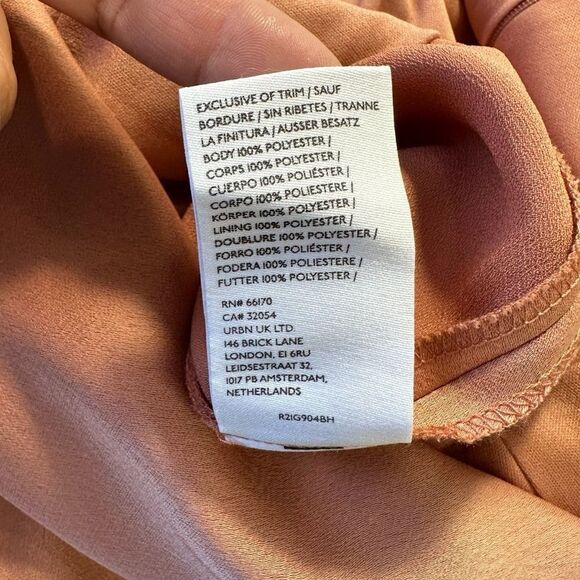 EXCLUSIVE OF TRIM / SAUF
BORDURE / SIN RIBETES / TRANNE
LA FINITURA / AUSSER BESATZ
BODY 100% POLYESTER /
CORPS 100% POLYESTER /
CUERPO 100% POLIÉSTER /
CORPO 100% POLIESTERE /
KÖRPER 100% POLYESTER /
LINING 100% POLYESTER /
DOUBLURE 100% POLYESTER /
FORRO 100% POLIÉSTER /
FODERA 100% POLIESTERE /
FUTTER 100% POLYESTER /
RN# 66170
CA# 32054
URBN UK LTD.
146 BRICK LANE
LONDON, E1 6RU
LEIDSESTRAAT 32,
1017 PB AMSTERDAM,
NETHERLANDS
R21G904BH